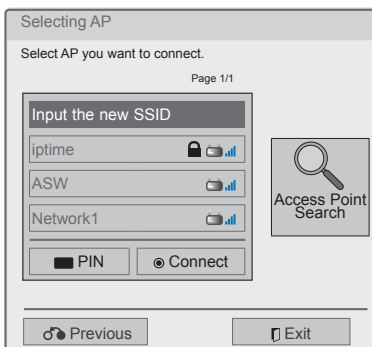 Selecting AP
Select AP you want to connect.
Page 1/1
Input the new SSID
iptime
ASW
Network1
PIN
Connect
Access Point
Search
Previous
Exit